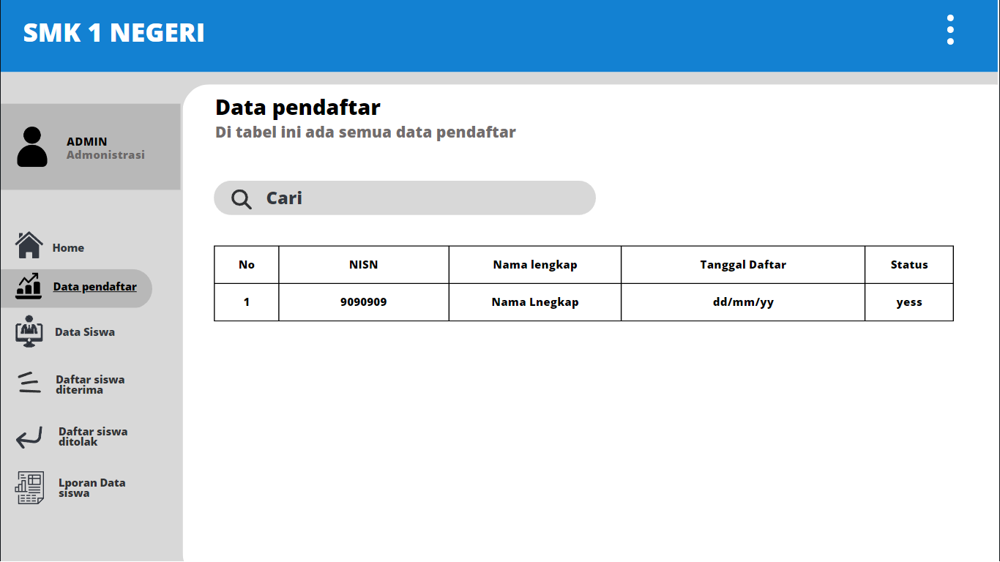 SMK 1 NEGERI
ADMIN
Admonistrasi
Home
Data pendaftar
Data Siswa
Daftar siswa
diterima
Daftar siswa
ditolak
Lporan Data
siswa
Data pendaftar
Di tabel ini ada semua data pendaftar
Cari
No NISN Nama lengkap Tanggal Daftar Status
1 9090909 Nama Lnegkap dd/mm/yy yess